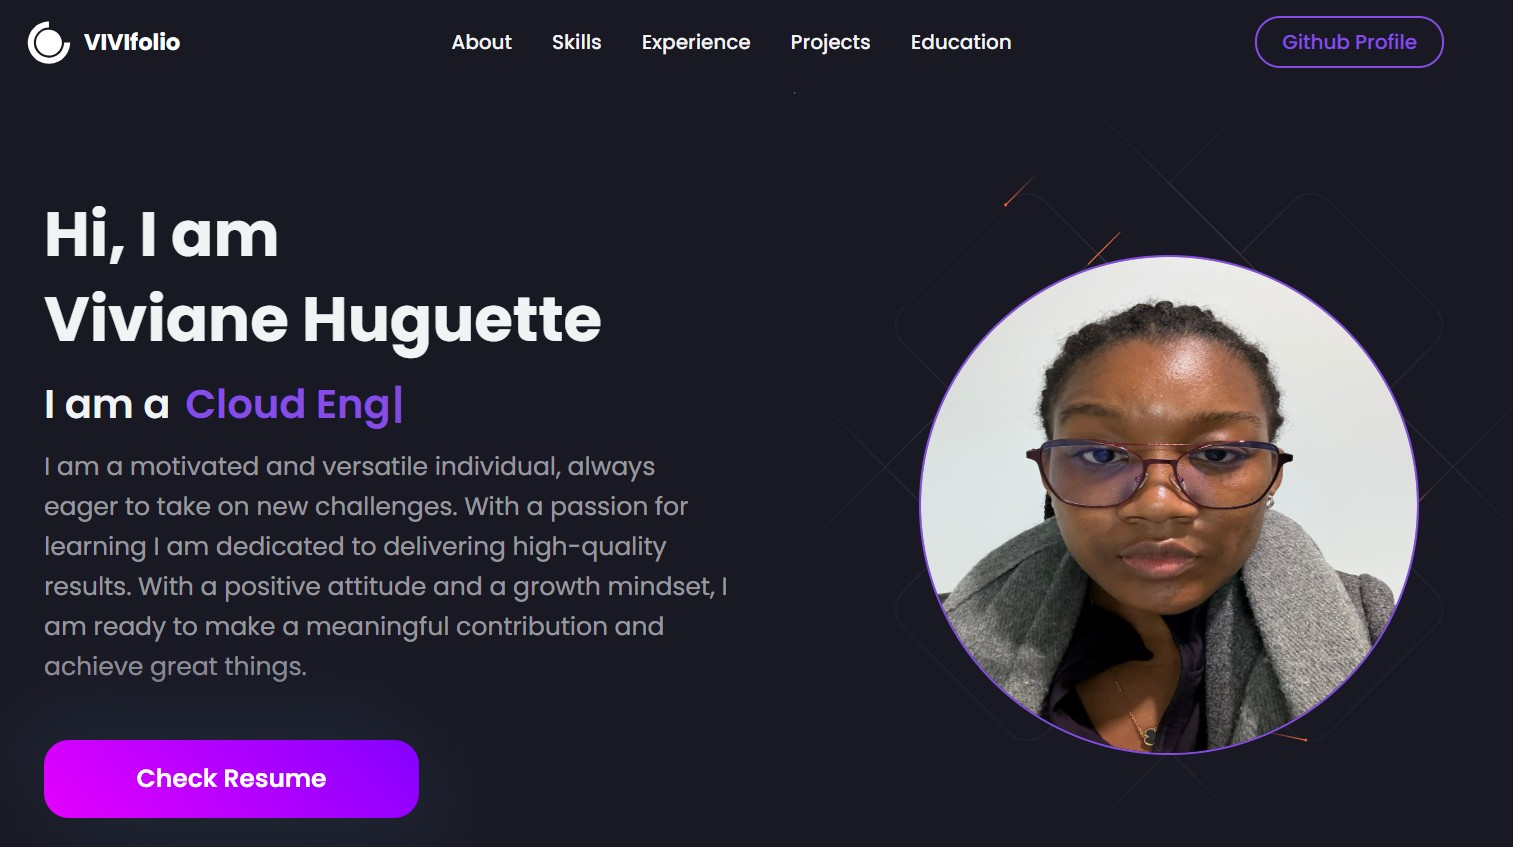 VIVIfolio
About Skills Experience Projects Education
Github Profile
Hi, I am
Viviane Huguette
I am a Cloud Eng|
I am a motivated and versatile individual, always
eager to take on new challenges. With a passion for
learning I am dedicated to delivering high-quality
results. With a positive attitude and a growth mindset, I
am ready to make a meaningful contribution and
achieve great things.
Check Resume